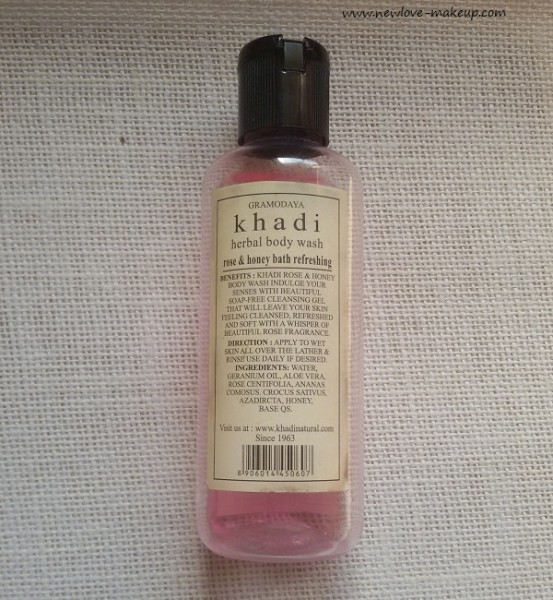 www.newlove-makeup.com
GRAMODAYA
khadi
herbal body wash
rose & honey bath refreshing
BENEFITS : KHADI ROSE & HONEY
BODY WASH INDULGE YOUR
SENSES WITH BEAUTIFUL
SOAP-FREE CLEANSING GEL
THAT WILL LEAVE YOUR SKIN
FEELING CLEANSED, REFRESHED
AND SOFT WITH A WHISPER OF
BEAUTIFUL ROSE FRAGRANCE.
DIRECTION : APPLY TO WET
SKIN ALL OVER THE LATHER &
RINSE USE DAILY IF DESIRED.
INGREDIENTS: WATER,
GERANIUM OIL, ALOE VERA,
ROSE CENTIFOLIA, ANANAS
COMOSUS. CROCUS SATIVUS,
AZADIRCTA, HONEY,
BASE QS.
Visit us at : www.khadinatural.com
Since 1963
8 906014 450607